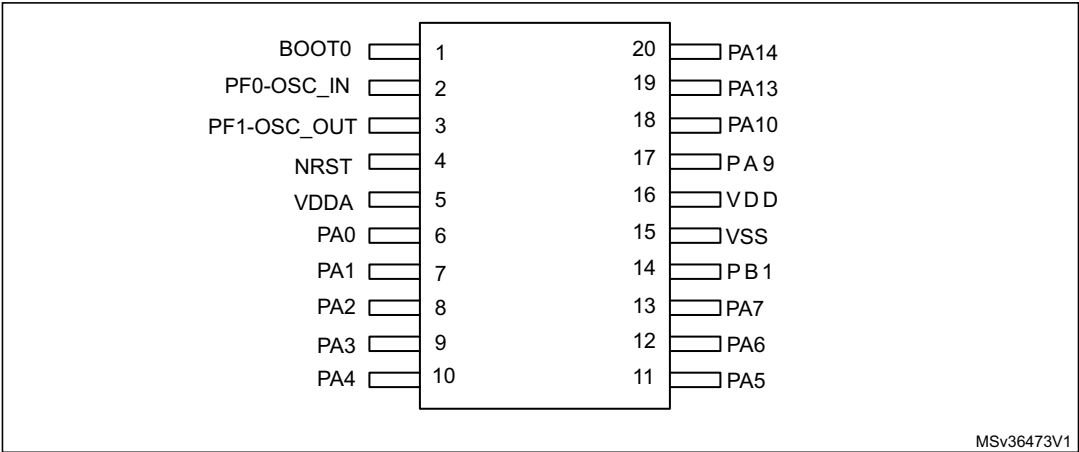 BOOT0 1 20 PA14
PF0-OSC_IN 2 19 PA13
PF1-OSC_OUT 3 18 PA10
NRST 4 17 PA9
VDDA 5 16 VDD
PA0 6 15 VSS
PA1 7 14 PB1
PA2 8 13 PA7
PA3 9 12 PA6
PA4 10 11 PA5
MSv36473V1